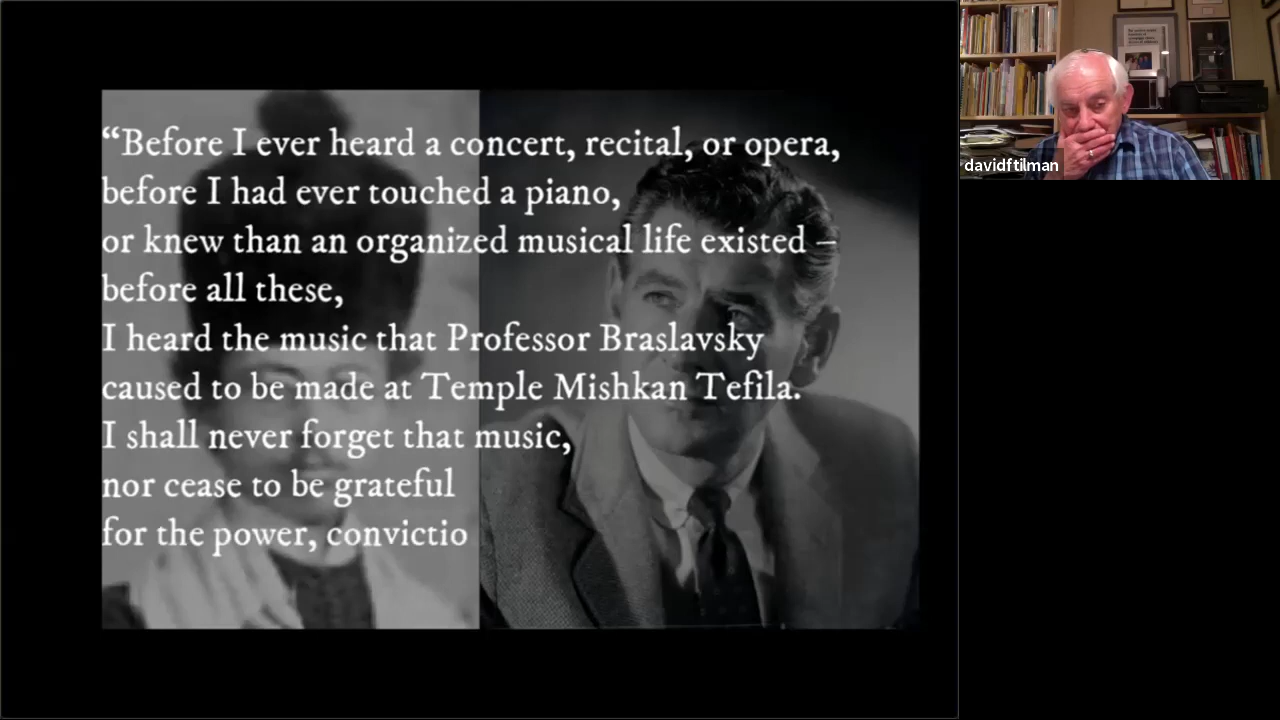 “Before I ever heard a concert, recital, or opera,
before I had ever touched a piano,
or knew than an organized musical life existed –
before all these,
I heard the music that Professor Braslavsky
caused to be made at Temple Mishkan Tefila.
I shall never forget that music,
nor cease to be grateful
for the power, convictio
davidftilman